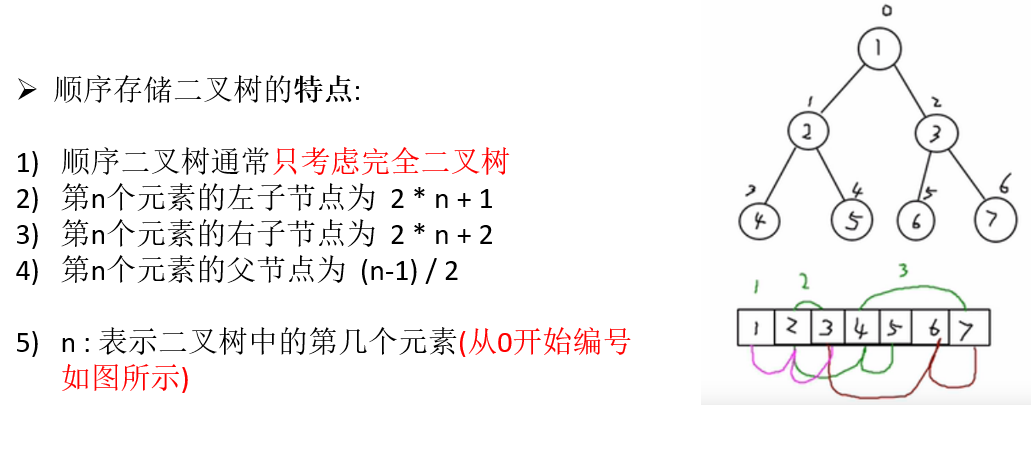 ➢ 顺序存储二叉树的特点:
1) 顺序二叉树通常只考虑完全二叉树
2) 第n个元素的左子节点为 2 * n + 1
3) 第n个元素的右子节点为 2 * n + 2
4) 第n个元素的父节点为 (n-1) / 2
5) n : 表示二叉树中的第几个元素(从0开始编号
如图所示)
0
1
1 2
2 3
3 4 5 6
4 5 6 7
1 2 3
1 2 3 4 5 6 7